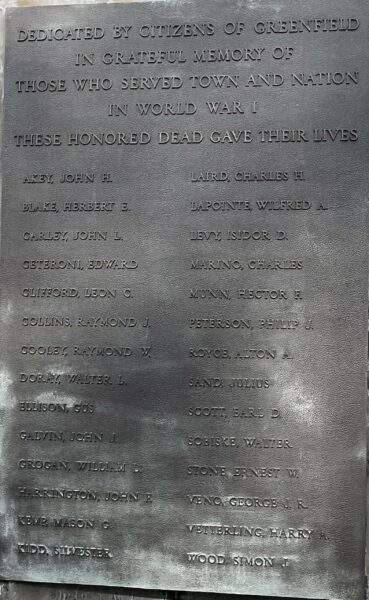 DEDICATED BY CITIZENS OF GREENFIELD
IN GRATEFUL MEMORY OF
THOSE WHO SERVED TOWN AND NATION
IN WORLD WAR I
THESE HONORED DEAD GAVE THEIR LIVES
AKEY, JOHN H.
BLAKE, HERBERT E.
CARLEY, JOHN L.
CETERONI, EDWARD
CLIFFORD, LEON C.
COLLINS, RAYMOND J.
COOLEY, RAYMOND W.
DORAY, WALTER L.
ELLISON, GUS
GALVIN, JOHN J.
GROGAN, WILLIAM L.
HARRINGTON, JOHN P.
KEMP, MASON G.
KIDD, SILVESTER
LAIRD, CHARLES H.
LAPOINTE, WILFRED A.
LEVY, ISIDOR D.
MARINO, CHARLES
MUNN, HECTOR F.
PETERSON, PHILIP J.
ROYCE, ALTON A.
SAND, JULIUS
SCOTT, EARL D.
SOBISKE, WALTER
STONE, ERNEST W.
VENO, GEORGE J. R.
VETTERLING, HARRY A.
WOOD, SIMON J.